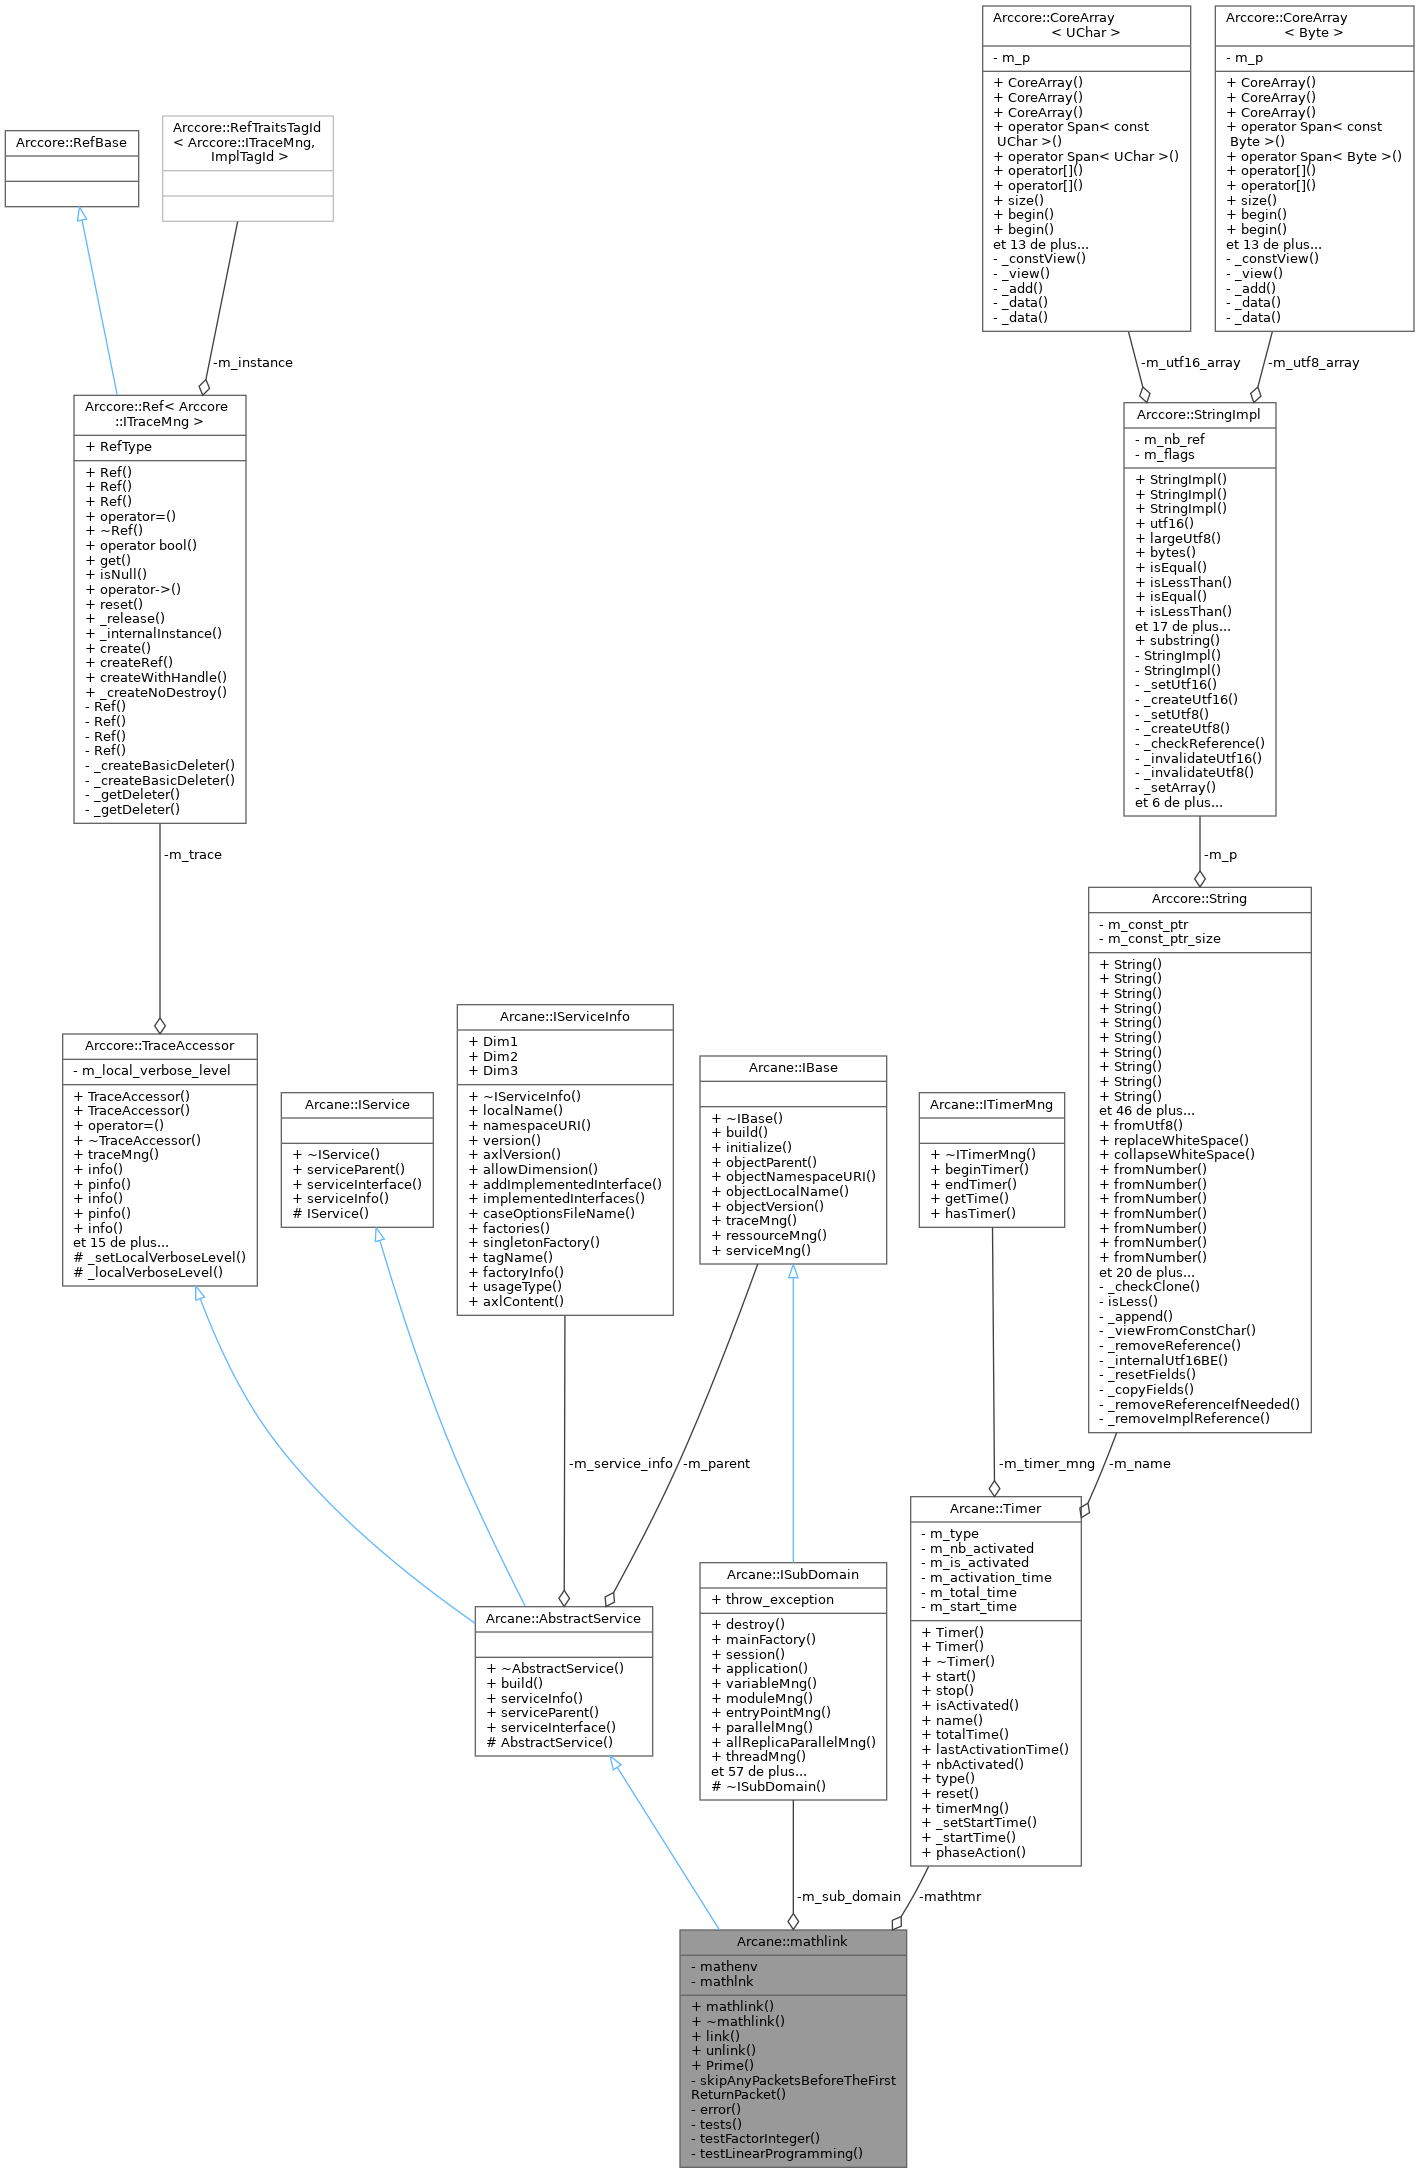 Arccore::CoreArray
< UChar >
- m_p
+ CoreArray()
+ CoreArray()
+ CoreArray()
+ operator Span< const
UChar >()
+ operator Span< UChar >()
+ operator[]()
+ operator[]()
+ size()
+ begin()
+ begin()
et 13 de plus...
- _constView()
- _view()
- _add()
- _data()
- _data()
Arccore::CoreArray
< Byte >
- m_p
+ CoreArray()
+ CoreArray()
+ CoreArray()
+ operator Span< const
Byte >()
+ operator Span< Byte >()
+ operator[]()
+ operator[]()
+ size()
+ begin()
+ begin()
et 13 de plus...
- _constView()
- _view()
- _add()
- _data()
- _data()
Arccore::RefBase
Arccore::RefTraitsTagId
< Arccore::ITraceMng,
ImplTagId >
-m_instance
-m_utf16_array
-m_utf8_array
Arccore::Ref< Arccore
::ITraceMng >
+ RefType
+ Ref()
+ Ref()
+ Ref()
+ operator=()
+ ~Ref()
+ operator bool()
+ get()
+ isNull()
+ operator->()
+ reset()
+ _release()
+ _internalInstance()
+ create()
+ createRef()
+ createWithHandle()
+ _createNoDestroy()
- Ref()
- Ref()
- Ref()
- Ref()
- _createBasicDeleter()
- _createBasicDeleter()
- _getDeleter()
- _getDeleter()
Arccore::StringImpl
- m_nb_ref
- m_flags
+ StringImpl()
+ StringImpl()
+ StringImpl()
+ utf16()
+ largeUtf8()
+ bytes()
+ isEqual()
+ isLessThan()
+ isEqual()
+ isLessThan()
et 17 de plus...
+ substring()
- StringImpl()
- StringImpl()
- _setUtf16()
- _createUtf16()
- _setUtf8()
- _createUtf8()
- _checkReference()
- _invalidateUtf16()
- _invalidateUtf8()
- _setArray()
et 6 de plus...
-m_trace
-m_p
Arccore::String
- m_const_ptr
- m_const_ptr_size
+ String()
+ String()
+ String()
+ String()
+ String()
+ String()
+ String()
+ String()
+ String()
+ String()
et 46 de plus...
+ fromUtf8()
+ replaceWhiteSpace()
+ collapseWhiteSpace()
+ fromNumber()
+ fromNumber()
+ fromNumber()
+ fromNumber()
+ fromNumber()
+ fromNumber()
+ fromNumber()
et 20 de plus...
- _checkClone()
- isLess()
- _append()
- _viewFromConstChar()
- _removeReference()
- _internalUtf16BE()
- _resetFields()
- _copyFields()
- _removeReferenceIfNeeded()
- _removeImplReference()
Arccore::TraceAccessor
- m_local_verbose_level
+ TraceAccessor()
+ TraceAccessor()
+ operator=()
+ ~TraceAccessor()
+ traceMng()
+ info()
+ pinfo()
+ info()
+ pinfo()
+ info()
et 15 de plus...
# _setLocalVerboseLevel()
# _localVerboseLevel()
Arcane::IService
+ ~IService()
+ serviceParent()
+ serviceInterface()
+ serviceInfo()
# IService()
Arcane::IServiceInfo
+ Dim1
+ Dim2
+ Dim3
+ ~IServiceInfo()
+ localName()
+ namespaceURI()
+ version()
+ axlVersion()
+ allowDimension()
+ addImplementedInterface()
+ implementedInterfaces()
+ caseOptionsFileName()
+ factories()
+ singletonFactory()
+ tagName()
+ factoryInfo()
+ usageType()
+ axlContent()
Arcane::IBase
+ ~IBase()
+ build()
+ initialize()
+ objectParent()
+ objectNamespaceURI()
+ objectLocalName()
+ objectVersion()
+ traceMng()
+ ressourceMng()
+ serviceMng()
Arcane::ITimerMng
+ ~ITimerMng()
+ beginTimer()
+ endTimer()
+ getTime()
+ hasTimer()
-m_service_info
-m_parent
-m_timer_mng
-m_name
Arcane::AbstractService
+ ~AbstractService()
+ build()
+ serviceInfo()
+ serviceParent()
+ serviceInterface()
# AbstractService()
Arcane::ISubDomain
+ throw_exception
+ destroy()
+ mainFactory()
+ session()
+ application()
+ variableMng()
+ moduleMng()
+ entryPointMng()
+ parallelMng()
+ allReplicaParallelMng()
+ threadMng()
et 57 de plus...
# ~ISubDomain()
Arcane::Timer
- m_type
- m_nb_activated
- m_is_activated
- m_activation_time
- m_total_time
- m_start_time
+ Timer()
+ Timer()
+ ~Timer()
+ start()
+ stop()
+ isActivated()
+ name()
+ totalTime()
+ lastActivationTime()
+ nbActivated()
+ type()
+ reset()
+ timerMng()
+ _setStartTime()
+ _startTime()
+ phaseAction()
-m_sub_domain
-mathtmr
Arcane::mathlink
- mathenv
- mathlnk
+ mathlink()
+ ~mathlink()
+ link()
+ unlink()
+ Prime()
- skipAnyPacketsBeforeTheFirst
ReturnPacket()
- error()
- tests()
- testFactorInteger()
- testLinearProgramming()